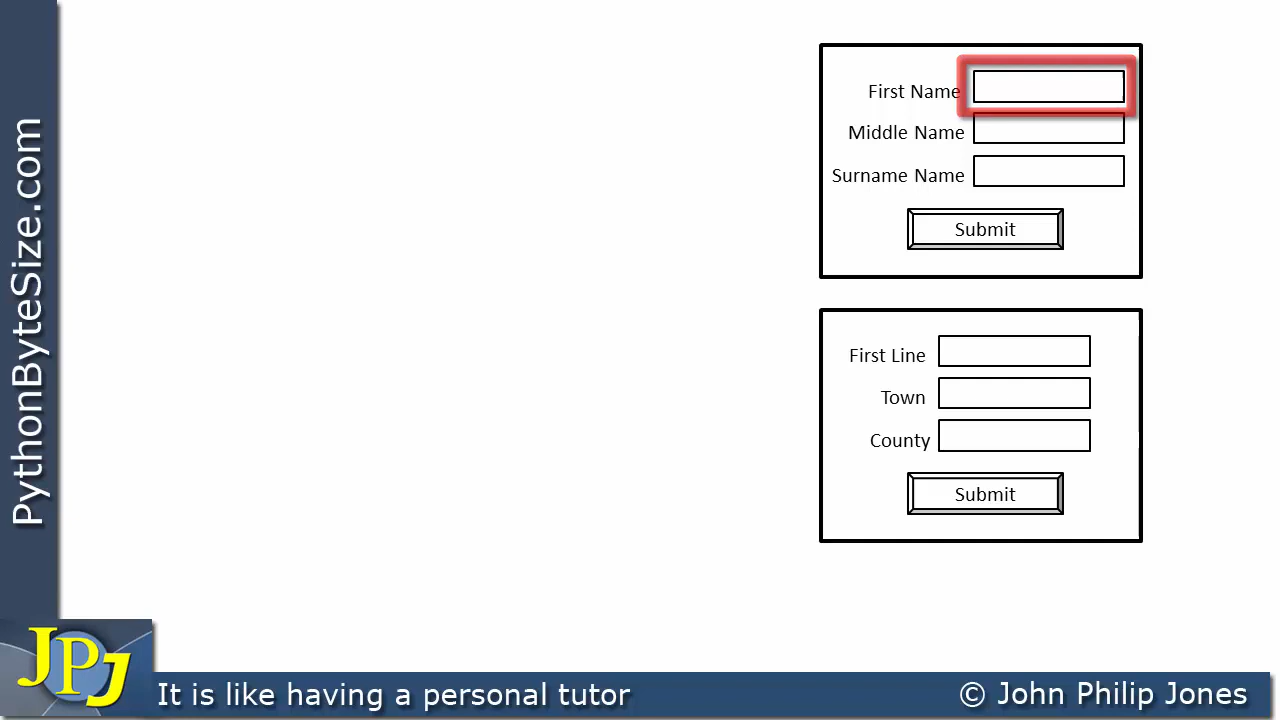 PythonByteSize.com
First Name
Middle Name
Surname Name
Submit
First Line
Town
County
Submit
JPJ
It is like having a personal tutor
© John Philip Jones